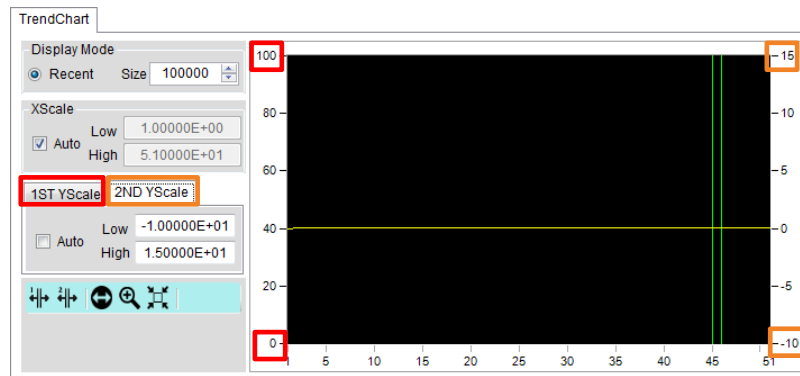 TrendChart
Display Mode
Recent Size 100000
XScale
Auto
Low 1.00000E+00
High 5.10000E+01
1ST YScale 2ND YScale
Auto
Low -1.00000E+01
High 1.50000E+01
1 2
100 15
80 10
60 5
40 0
20 -5
0 -10
1 5 10 15 20 25 30 35 40 45 51